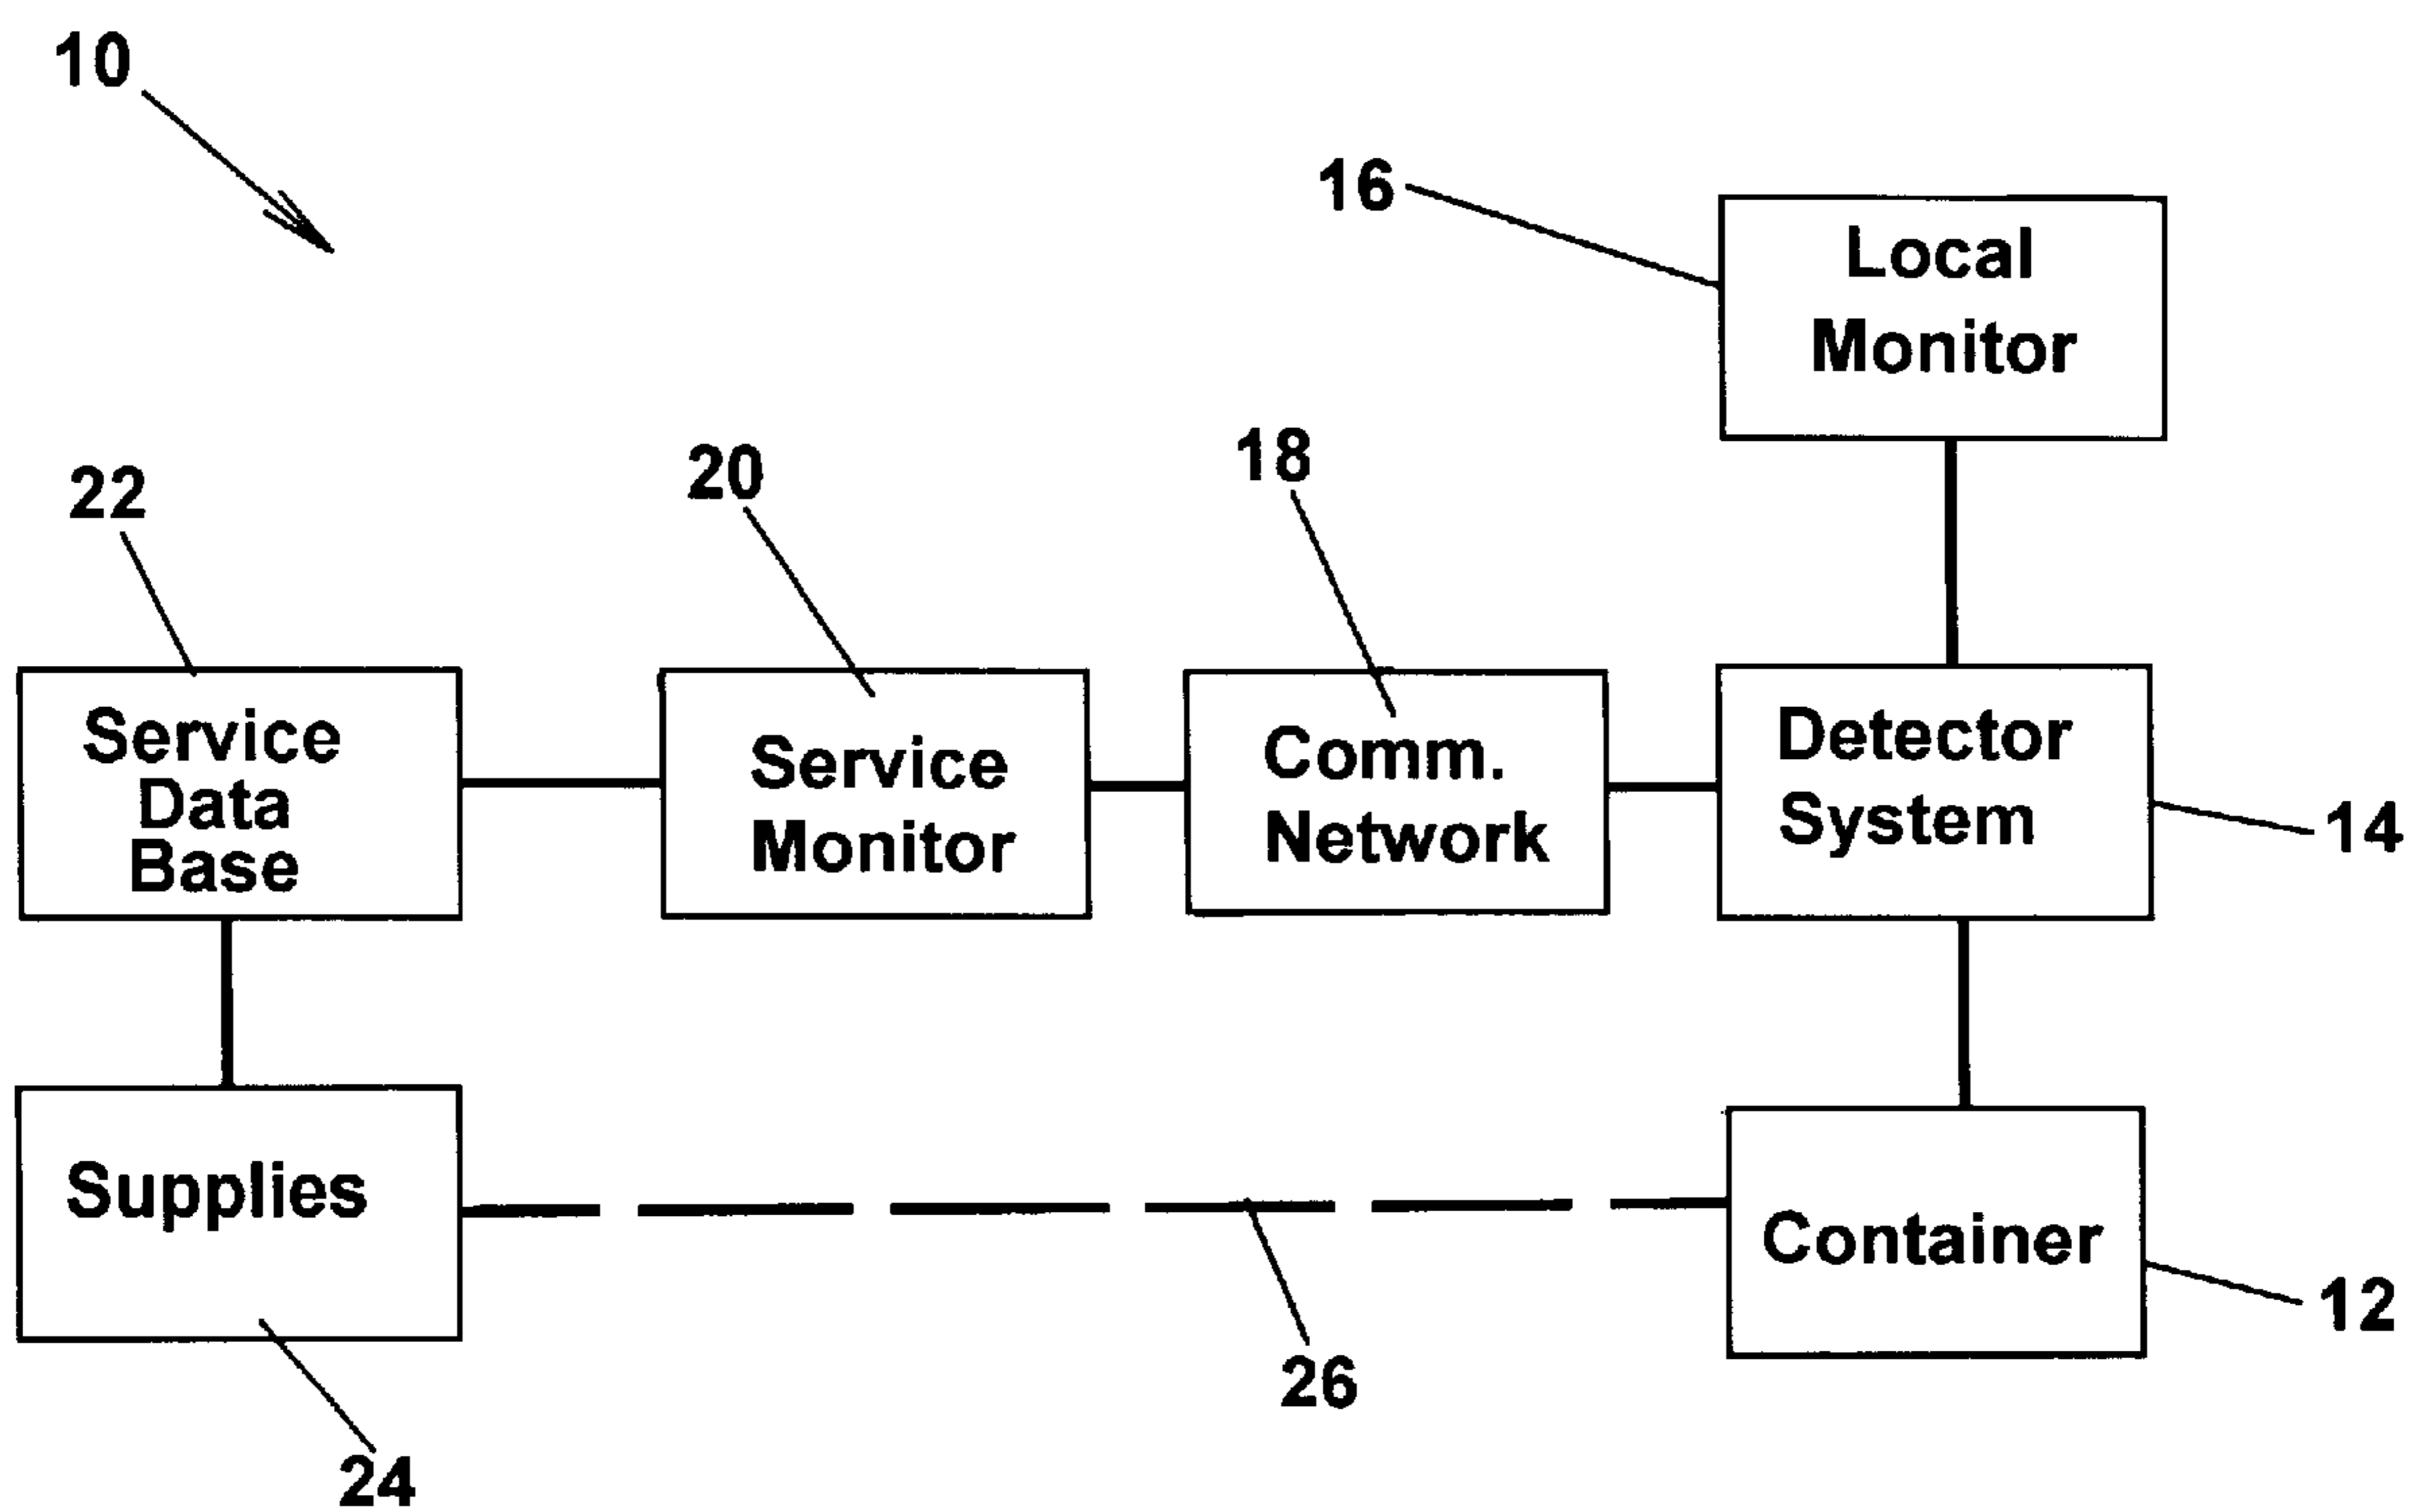 10
16
Local
Monitor
22
20
18
Service
Data
Base
Service
Monitor
Comm.
Network
Detector
System
14
Supplies
Container
12
26
24